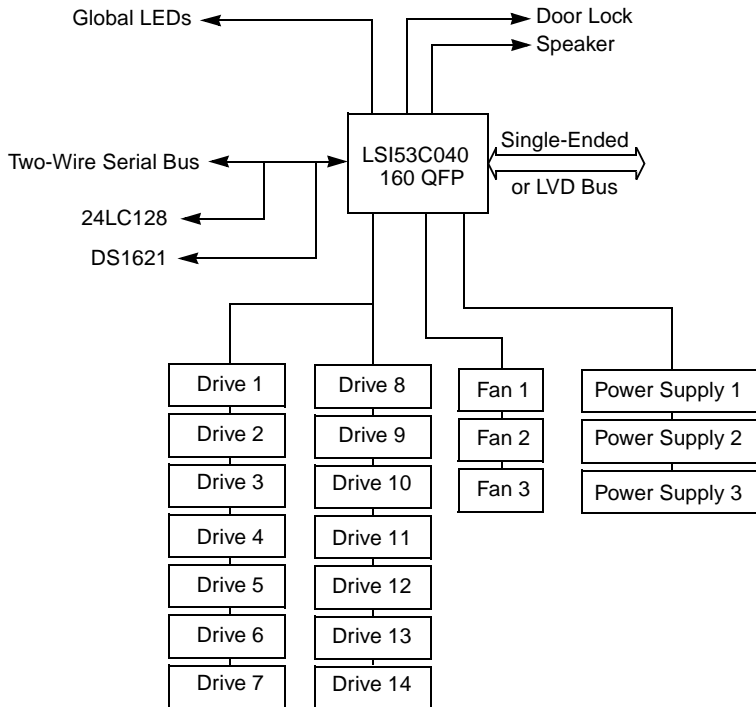 Global LEDs
Door Lock
Speaker
Two-Wire Serial Bus
LSI53C040
160 QFP
Single-Ended
or LVD Bus
24LC128
DS1621
Drive 1
Drive 2
Drive 3
Drive 4
Drive 5
Drive 6
Drive 7
Drive 8
Drive 9
Drive 10
Drive 11
Drive 12
Drive 13
Drive 14
Fan 1
Fan 2
Fan 3
Power Supply 1
Power Supply 2
Power Supply 3